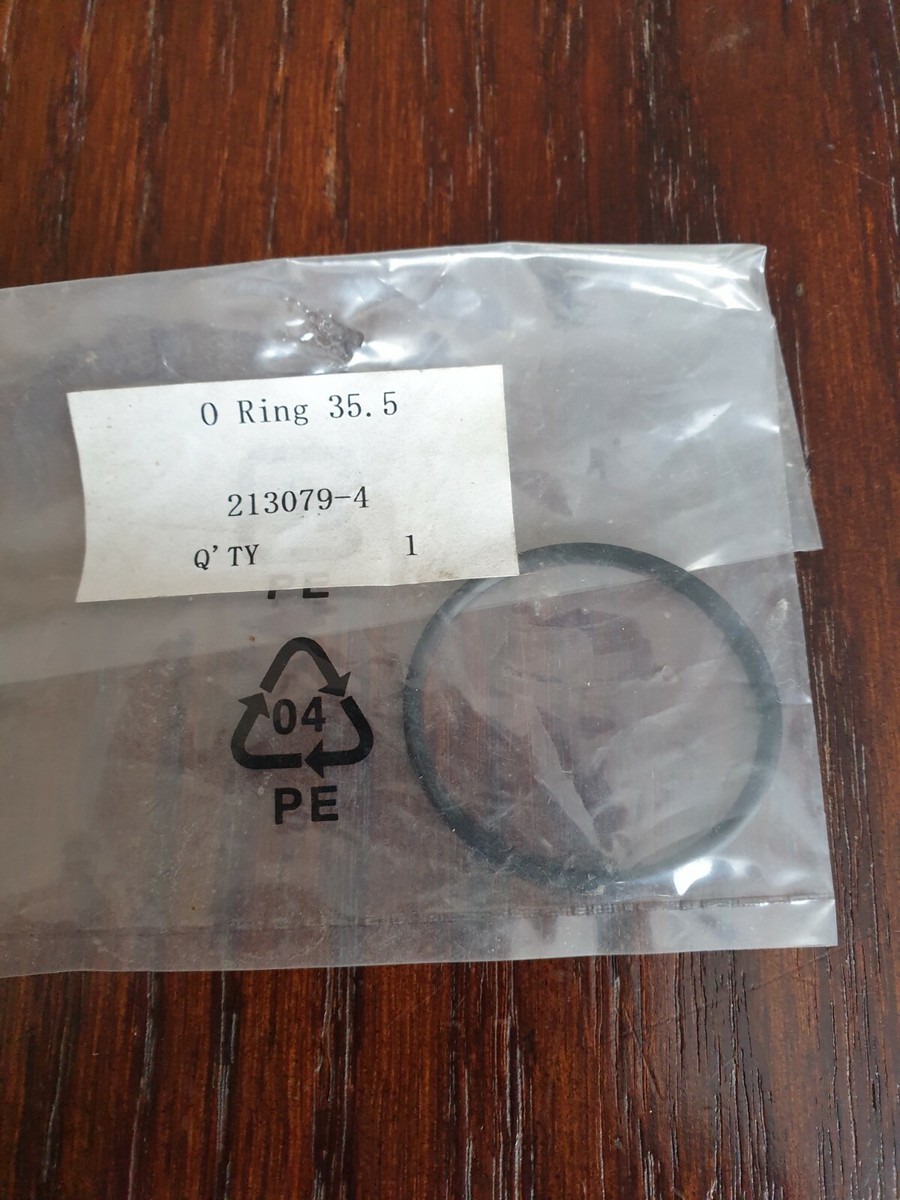 O Ring 35.5
213079-4
Q'TY 1
PE
04
PE